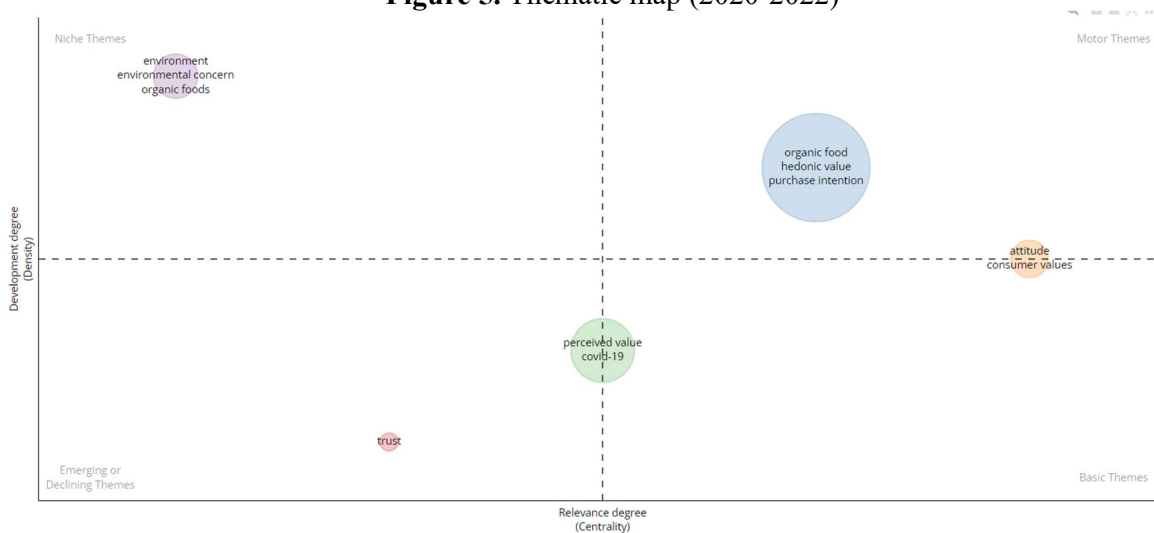 Figure 3. Thematic map (2020-2022)
Niche Themes
Motor Themes
environment
environmental concern
organic foods
organic food
hedonic value
purchase intention
attitude
consumer values
perceived value
covid-19
trust
Emerging or
Declining Themes
Basic Themes
Development degree
(Density)
Relevance degree
(Centrality)